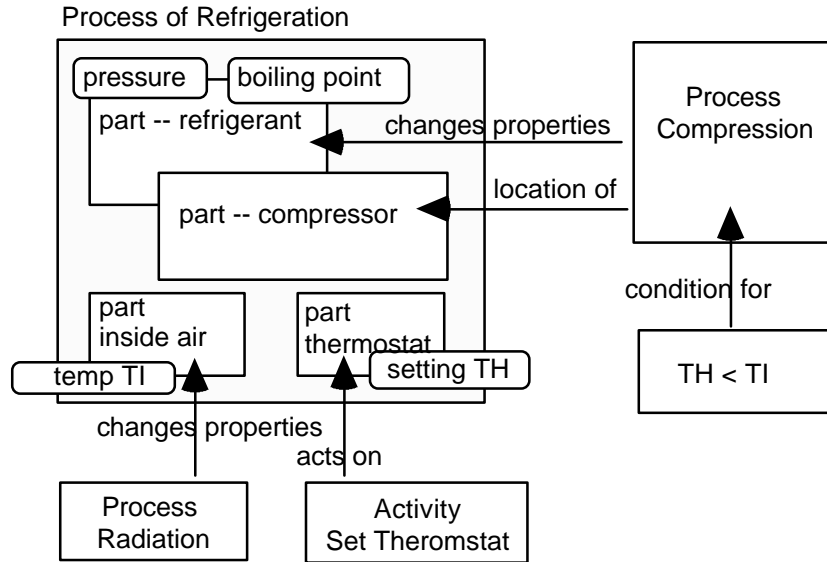 Process of Refrigeration
pressure
boiling point
part -- refrigerant
changes properties
Process
Compression
location of
part -- compressor
condition for
part
inside air
part
thermostat
temp TI
setting TH
TH < TI
changes properties
acts on
Process
Radiation
Activity
Set Theromstat